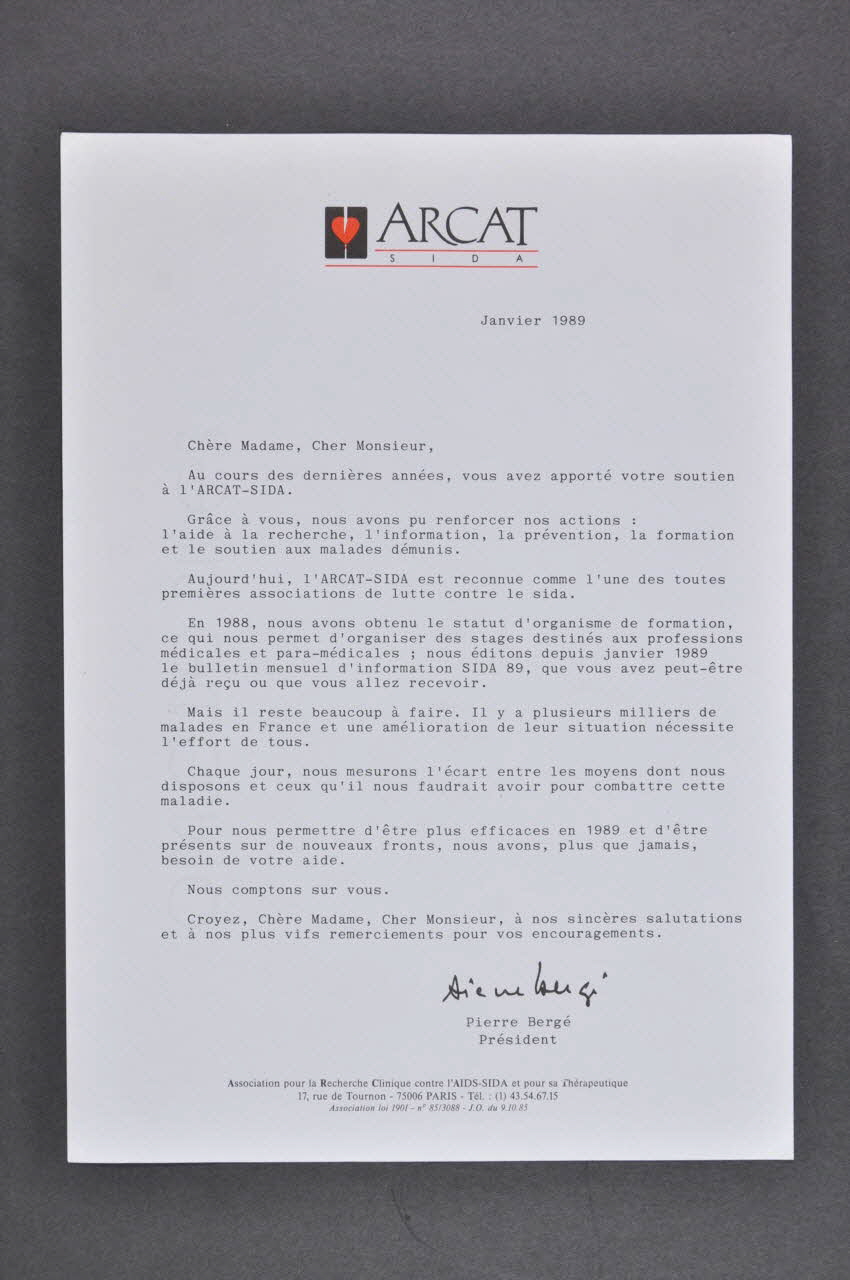 ARCAT
SIDA
Janvier 1989
Chère Madame, Cher Monsieur,
Au cours des dernières années, vous avez apporté votre soutien
à l'ARCAT-SIDA.
Grâce à vous, nous avons pu renforcer nos actions :
l'aide à la recherche, l'information, la prévention, la formation
et le soutien aux malades démunis.
Aujourd'hui, l'ARCAT-SIDA est reconnue comme l'une des toutes
premières associations de lutte contre le sida.
En 1988, nous avons obtenu le statut d'organisme de formation,
ce qui nous permet d'organiser des stages destinés aux professions
médicales et para-médicales ; nous éditons depuis janvier 1989
le bulletin mensuel d'information SIDA 89, que vous avez peut-être
déjà reçu ou que vous allez recevoir.
Mais il reste beaucoup à faire. Il y a plusieurs milliers de
malades en France et une amélioration de leur situation nécessite
l'effort de tous.
Chaque jour, nous mesurons l'écart entre les moyens dont nous
disposons et ceux qu'il nous faudrait avoir pour combattre cette
maladie.
Pour nous permettre d'être plus efficaces en 1989 et d'être
présents sur de nouveaux fronts, nous avons, plus que jamais,
besoin de votre aide.
Nous comptons sur vous.
Croyez, Chère Madame, Cher Monsieur, à nos sincères salutations
et à nos plus vifs remerciements pour vos encouragements.
Pierre Bergé
Pierre Bergé
Président
Association pour la Recherche Clinique contre l'AIDS-SIDA et pour sa Thérapeutique
17, rue de Tournon - 75006 PARIS - Tél. : (1) 43.54.67.15
Association loi 1901 - n° 85/3088 - J.O. du 9.10.85